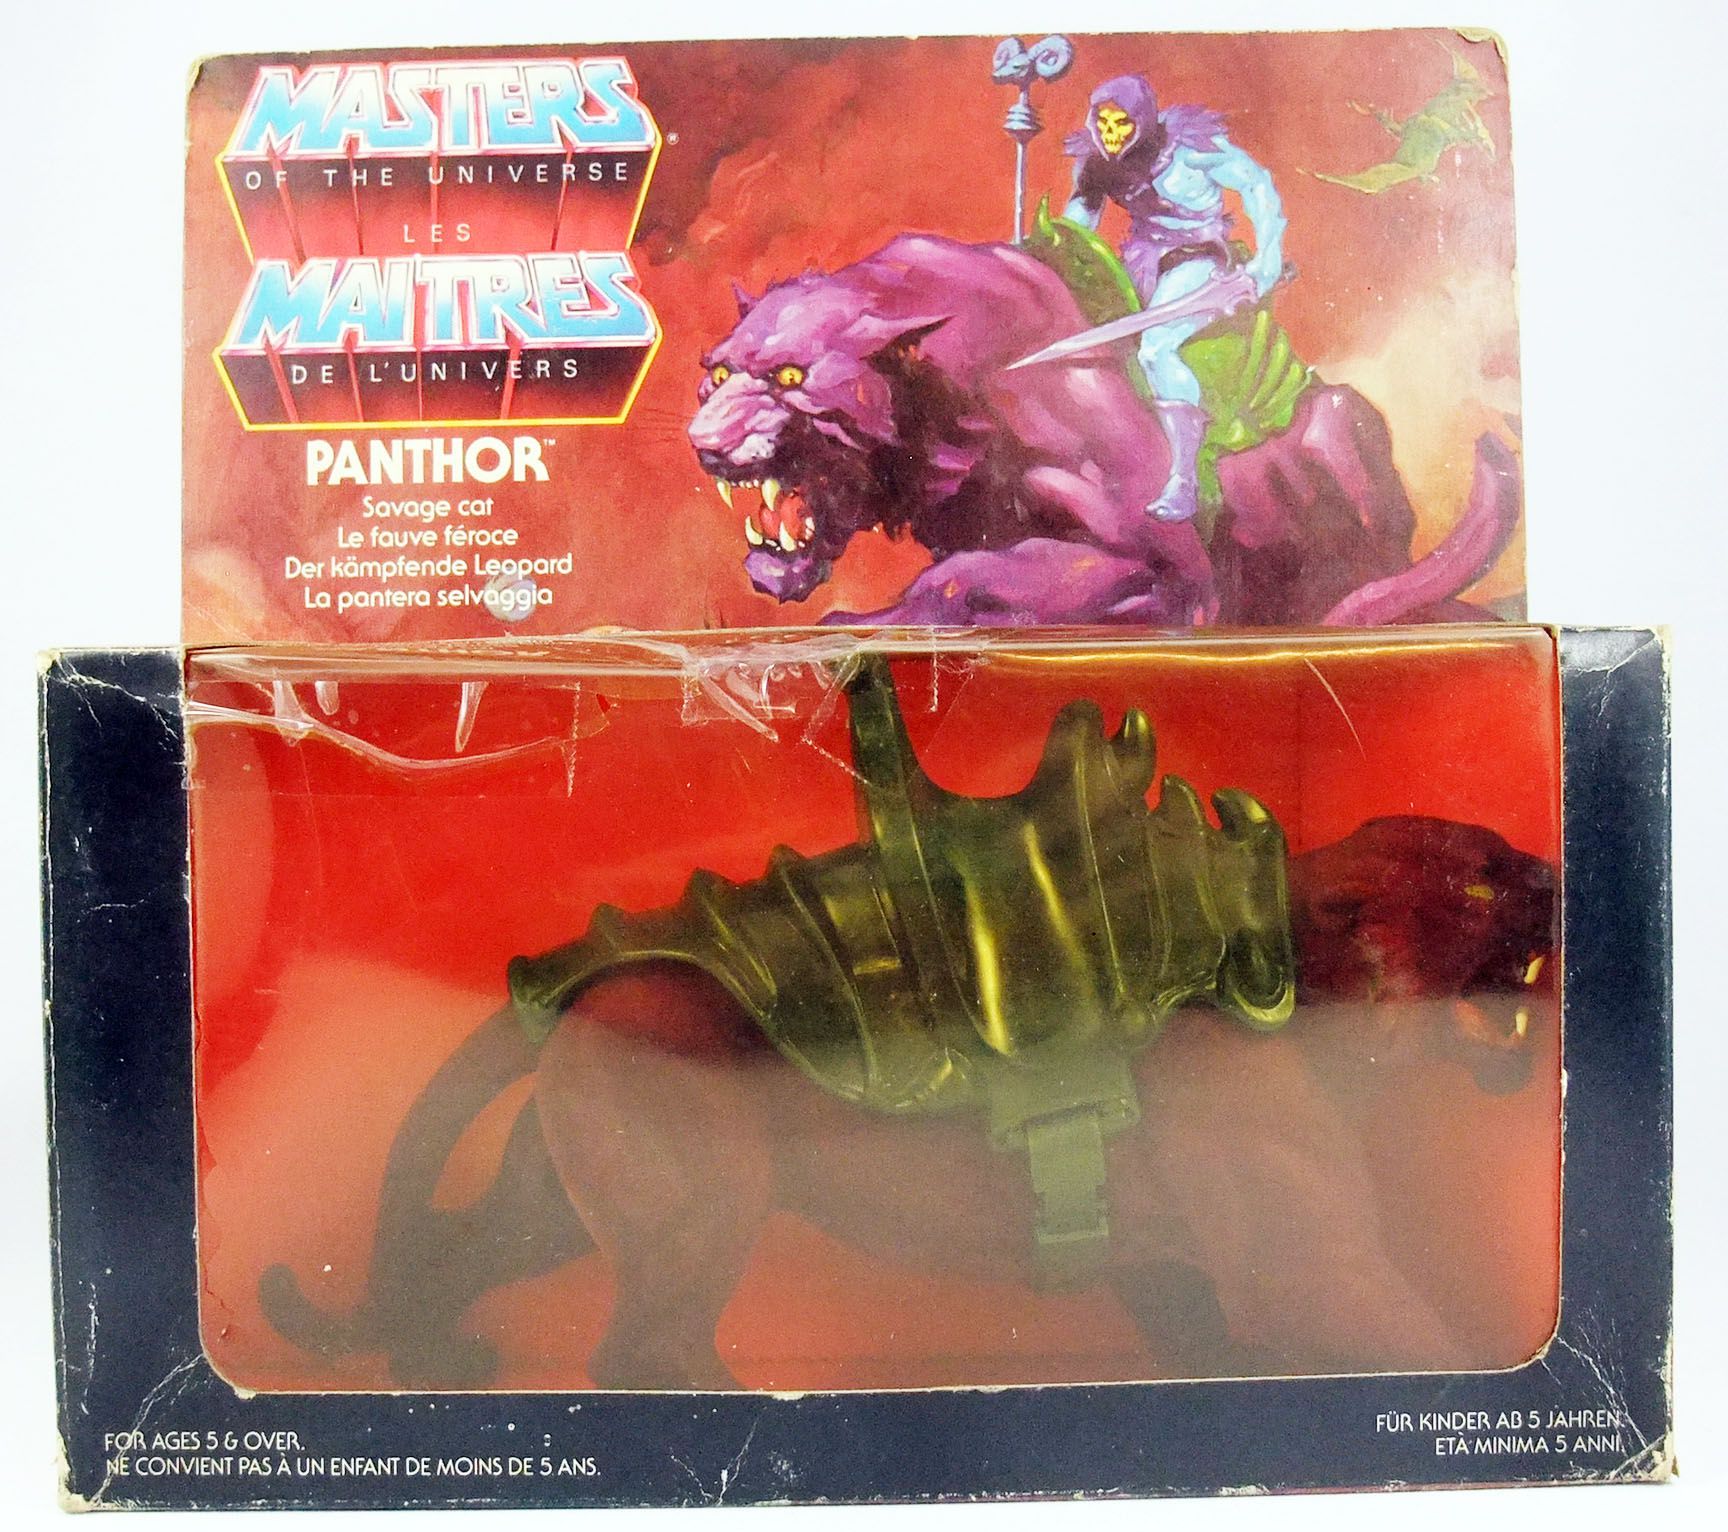 MASTERS®
OF THE UNIVERSE
LES
MAITRES
DE L'UNIVERS
PANTHOR™
Savage cat
Le fauve féroce
Der kämpfende Leopard
La pantera selvaggia
FOR AGES 5 & OVER.
NE CONVIENT PAS À UN ENFANT DE MOINS DE 5 ANS.
FÜR KINDER AB 5 JAHREN.
ETÀ MINIMA 5 ANNI.